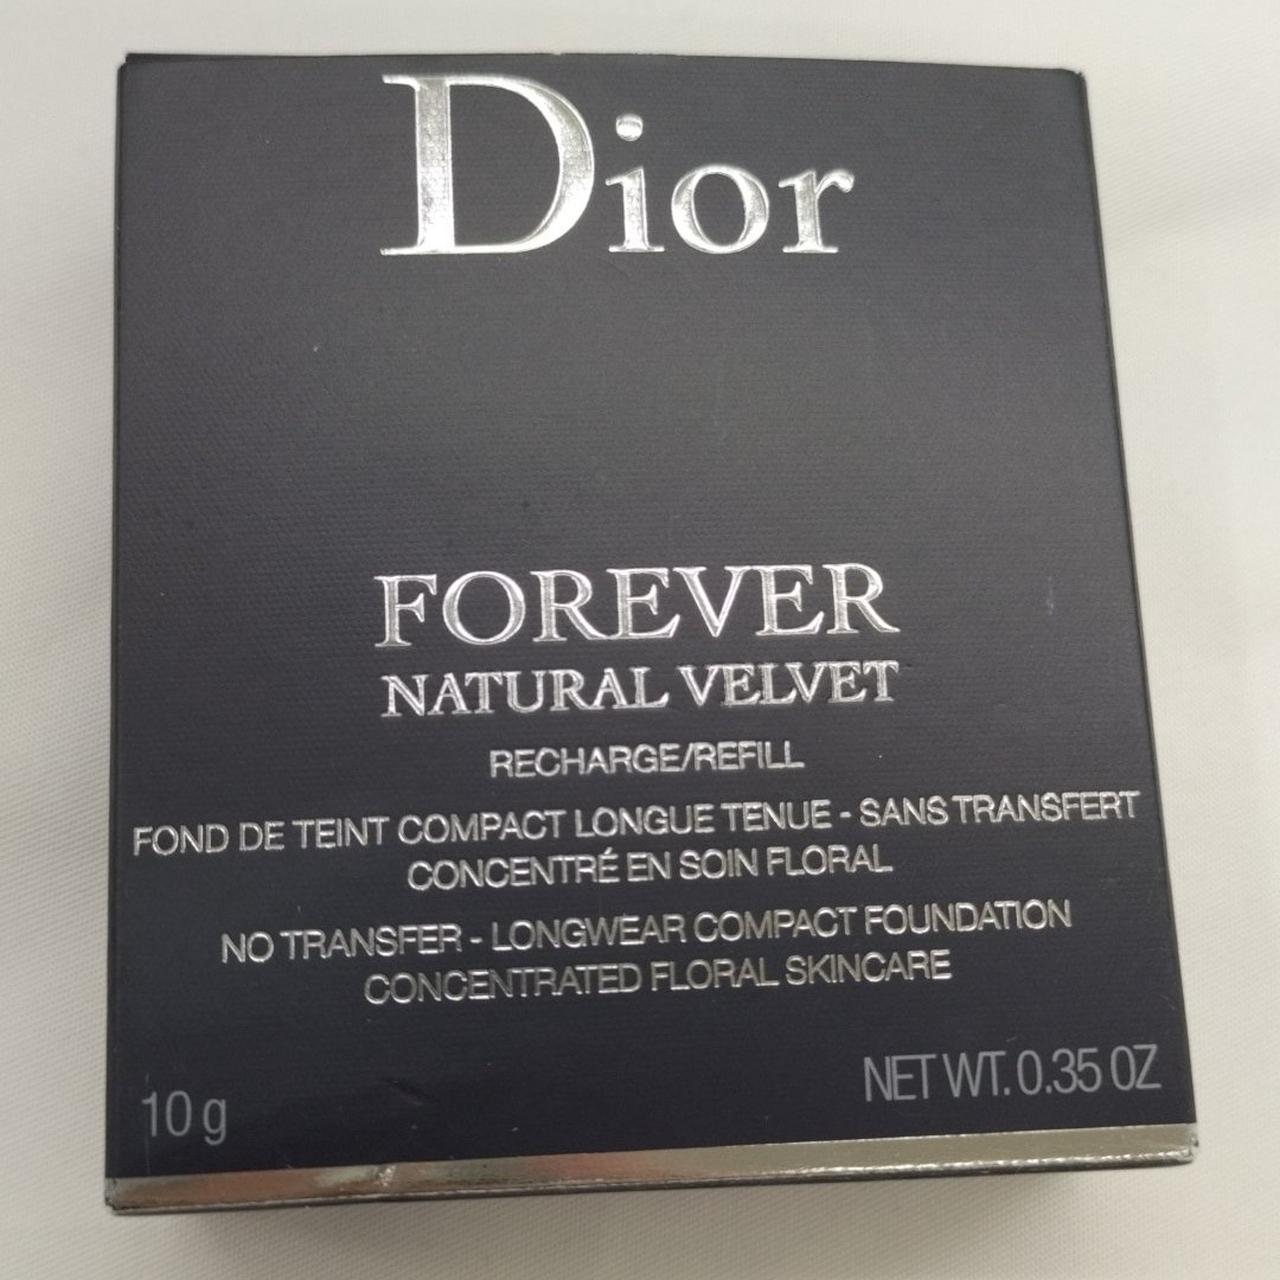 Dior
FOREVER
NATURAL VELVET
RECHARGE/REFILL
FOND DE TEINT COMPACT LONGUE TENUE - SANS TRANSFERT
CONCENTRÉ EN SOIN FLORAL
NO TRANSFER - LONGWEAR COMPACT FOUNDATION
CONCENTRATED FLORAL SKINCARE
10 g
NET WT. 0.35 OZ